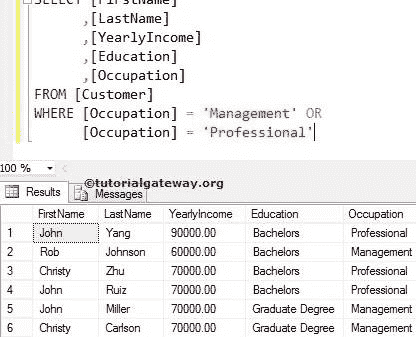 SELECT [FirstName]
,[LastName]
,[YearlyIncome]
,[Education]
,[Occupation]
FROM [Customer]
WHERE [Occupation] = 'Management' OR
[Occupation] = 'Professional'
100 %
Results Messages
©tutorialgateway.org
FirstName LastName YearlyIncome Education Occupation
1 John Yang 90000.00 Bachelors Professional
2 Rob Johnson 60000.00 Bachelors Management
3 Christy Zhu 70000.00 Bachelors Professional
4 John Ruiz 70000.00 Bachelors Professional
5 John Miller 70000.00 Graduate Degree Management
6 Christy Carlson 70000.00 Graduate Degree Management